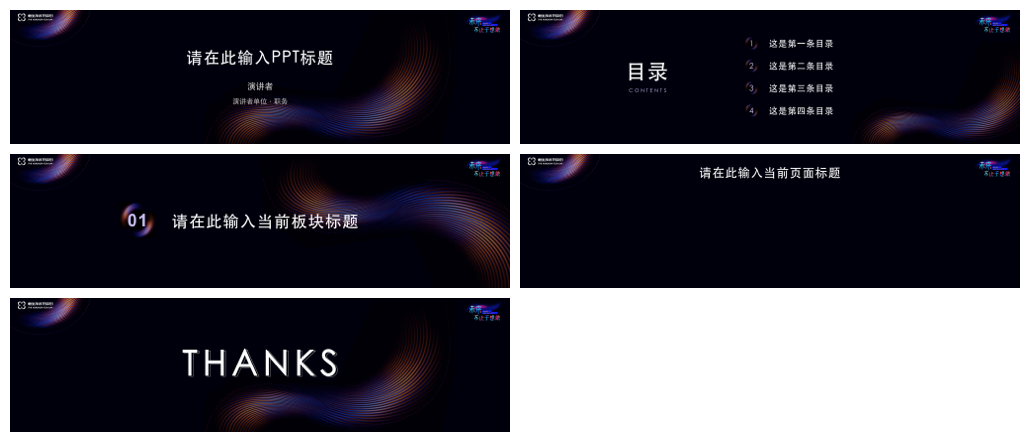 请在此输入PPT标题
演讲者
演讲者单位·职务
目录
CONTENTS
1 这是第一条目录
2 这是第二条目录
3 这是第三条目录
4 这是第四条目录
01 请在此输入当前板块标题
请在此输入当前页面标题
THANKS